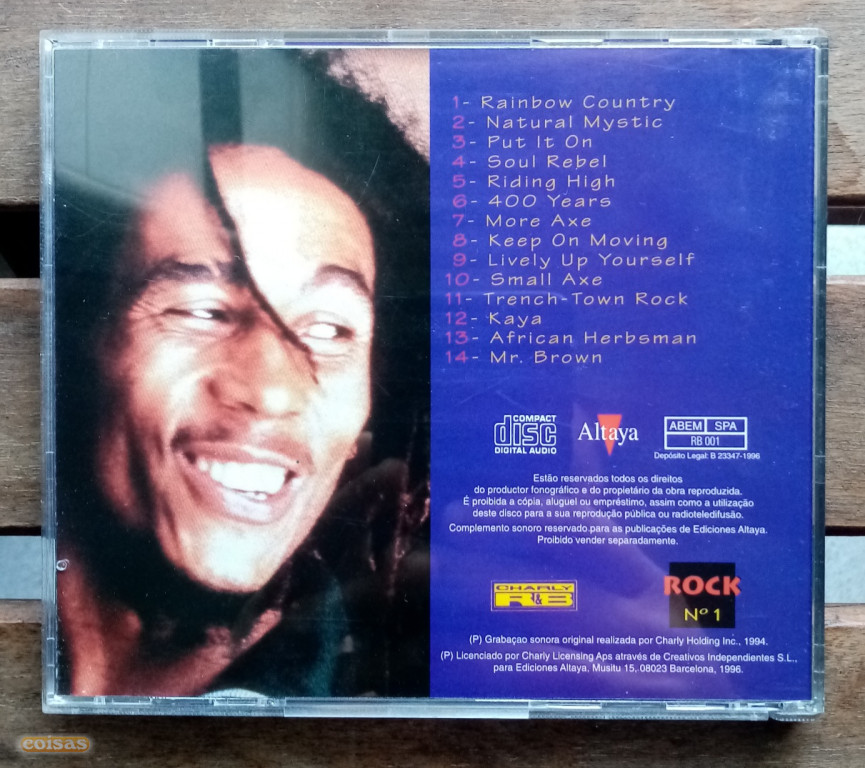 1- Rainbow Country
2- Natural Mystic
3- Put It On
4- Soul Rebel
5- Riding High
6- 400 Years
7- More Axe
8- Keep On Moving
9- Lively Up Yourself
10- Small Axe
11- Trench-Town Rock
12- Kaya
13- African Herbsman
14- Mr. Brown
COMPACT
disc
DIGITAL AUDIO
Altaya
ABEM SPA
RB 001
Depósito Legal: B 23347-1996
Estão reservados todos os direitos
do productor fonográfico e do propietário da obra reproduzida.
É proibida a cópia, aluguel ou empréstimo, assim como a utilização
deste disco para a sua reprodução pública ou radioteledifusão.
Complemento sonoro reservado para as publicações de Ediciones Altaya.
Proibido vender separadamente.
CHARLY
R&B
ROCK
Nº 1
(P) Grabaçao sonora original realizada por Charly Holding Inc., 1994.
(P) Licenciado por Charly Licensing Aps através de Creativos Independientes S.L.,
para Ediciones Altaya. Musitu 15. 08023 Barcelona, 1996.
coisas